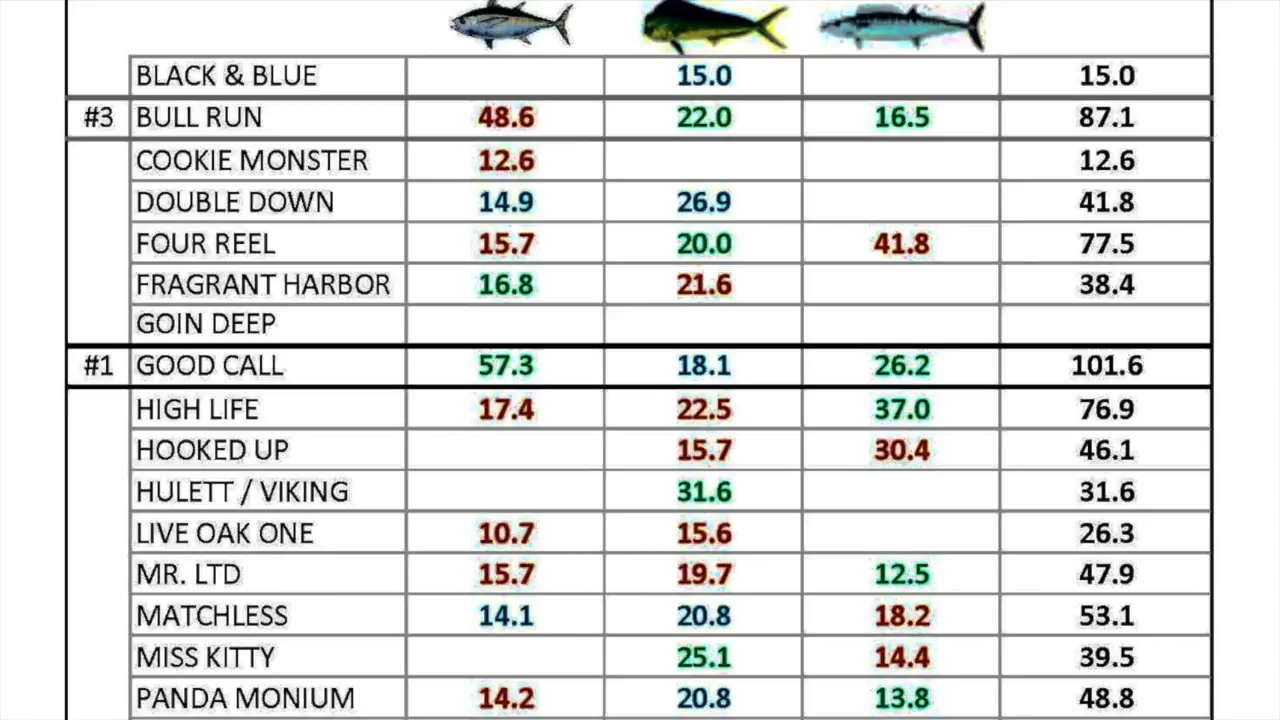 BLACK & BLUE 15.0 15.0
#3 BULL RUN 48.6 22.0 16.5 87.1
COOKIE MONSTER 12.6 12.6
DOUBLE DOWN 14.9 26.9 41.8
FOUR REEL 15.7 20.0 41.8 77.5
FRAGRANT HARBOR 16.8 21.6 38.4
GOIN DEEP
#1 GOOD CALL 57.3 18.1 26.2 101.6
HIGH LIFE 17.4 22.5 37.0 76.9
HOOKED UP 15.7 30.4 46.1
HULETT / VIKING 31.6 31.6
LIVE OAK ONE 10.7 15.6 26.3
MR. LTD 15.7 19.7 12.5 47.9
MATCHLESS 14.1 20.8 18.2 53.1
MISS KITTY 25.1 14.4 39.5
PANDA MONIUM 14.2 20.8 13.8 48.8